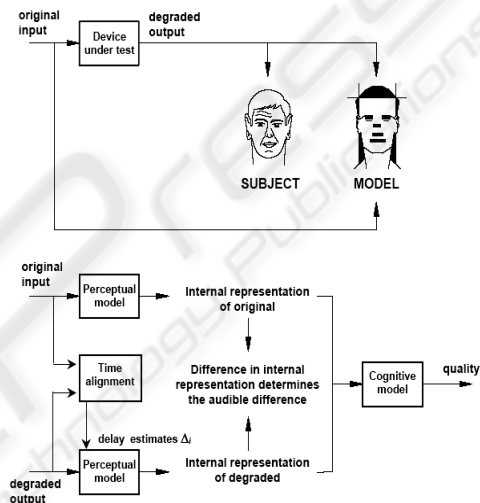 original
input
Device
under test
degraded
output
SUBJECT
MODEL
original
input
Perceptual
model
Internal representation
of original
Time
alignment
Difference in internal
representation determines
the audible difference
Cognitive
model
quality
delay estimates Δi
degraded
output
Perceptual
model
Internal representation
of degraded